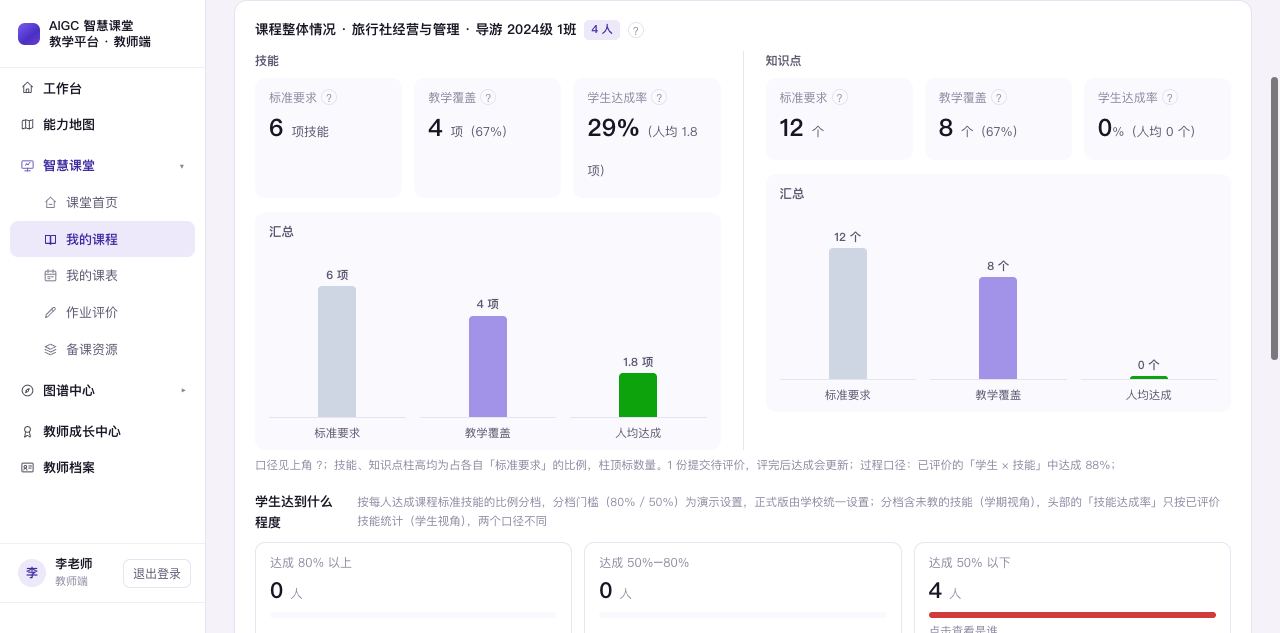 AIGC 智慧课堂
教学平台 · 教师端
工作台
能力地图
智慧课堂
课堂首页
我的课程
我的课表
作业评价
备课资源
图谱中心
教师成长中心
教师档案
李
李老师
教师端
退出登录
课程整体情况 · 旅行社经营与管理 · 导游 2024级 1班 4 人 ?
技能
标准要求 ?
6 项技能
教学覆盖 ?
4 项（67%）
学生达成率 ?
29%（人均 1.8
项）
汇总
6 项
4 项
1.8 项
标准要求
教学覆盖
人均达成
知识点
标准要求 ?
12 个
教学覆盖 ?
8 个（67%）
学生达成率 ?
0%（人均 0 个）
汇总
12 个
8 个
0 个
标准要求
教学覆盖
人均达成
口径见上角 ?；技能、知识点柱高均为占各自「标准要求」的比例，柱顶标数量。1 份提交待评价，评完后达成会更新；过程口径：已评价的「学生 × 技能」中达成 88%；
学生达到什么
程度
按每人达成课程标准技能的比例分档，分档门槛（80% / 50%）为演示设置，正式版由学校统一设置；分档含未教的技能（学期视角），头部的「技能达成率」只按已评价
技能统计（学生视角），两个口径不同
达成 80% 以上
0 人
达成 50%—80%
0 人
达成 50% 以下
4 人
点击查看是谁